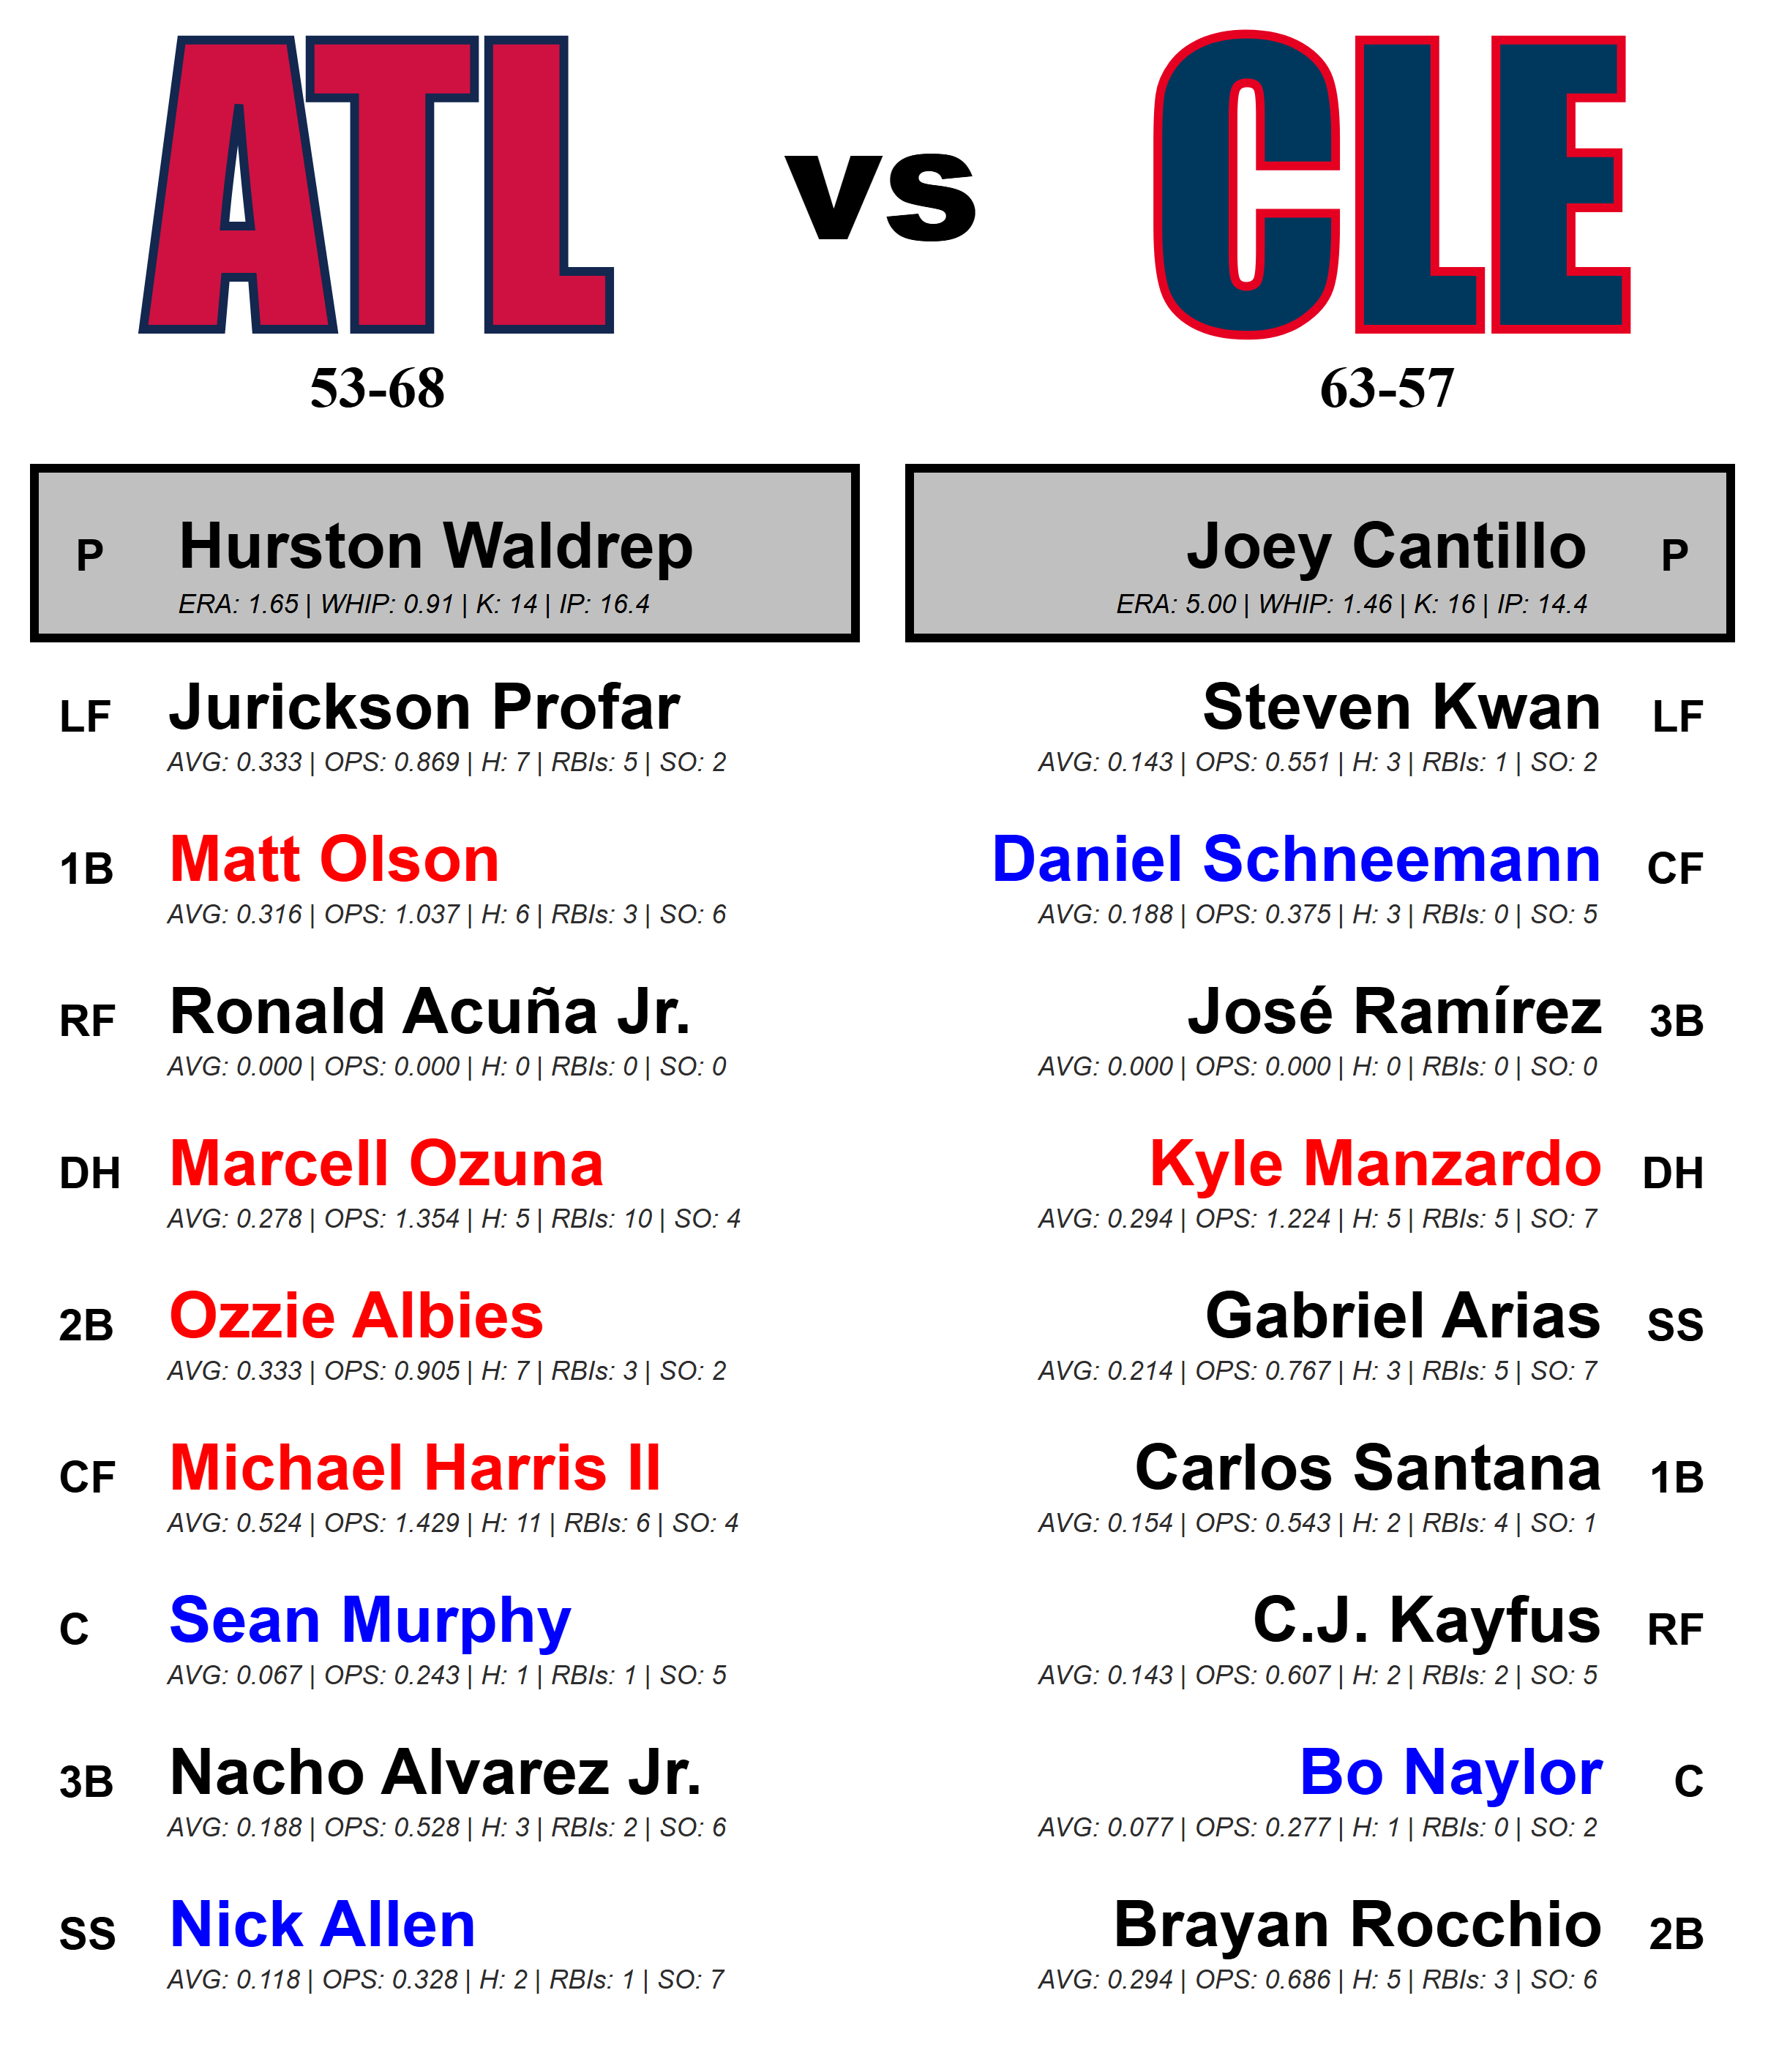 ATL vs CLE
53-68 63-57
P Hurston Waldrep
ERA: 1.65 | WHIP: 0.91 | K: 14 | IP: 16.4
Joey Cantillo P
ERA: 5.00 | WHIP: 1.46 | K: 16 | IP: 14.4
LF Jurickson Profar
AVG: 0.333 | OPS: 0.869 | H: 7 | RBIs: 5 | SO: 2
1B Matt Olson
AVG: 0.316 | OPS: 1.037 | H: 6 | RBIs: 3 | SO: 6
RF Ronald Acuña Jr.
AVG: 0.000 | OPS: 0.000 | H: 0 | RBIs: 0 | SO: 0
DH Marcell Ozuna
AVG: 0.278 | OPS: 1.354 | H: 5 | RBIs: 10 | SO: 4
2B Ozzie Albies
AVG: 0.333 | OPS: 0.905 | H: 7 | RBIs: 3 | SO: 2
CF Michael Harris II
AVG: 0.524 | OPS: 1.429 | H: 11 | RBIs: 6 | SO: 4
C Sean Murphy
AVG: 0.067 | OPS: 0.243 | H: 1 | RBIs: 1 | SO: 5
3B Nacho Alvarez Jr.
AVG: 0.188 | OPS: 0.528 | H: 3 | RBIs: 2 | SO: 6
SS Nick Allen
AVG: 0.118 | OPS: 0.328 | H: 2 | RBIs: 1 | SO: 7
Steven Kwan LF
AVG: 0.143 | OPS: 0.551 | H: 3 | RBIs: 1 | SO: 2
Daniel Schneemann CF
AVG: 0.188 | OPS: 0.375 | H: 3 | RBIs: 0 | SO: 5
José Ramírez 3B
AVG: 0.000 | OPS: 0.000 | H: 0 | RBIs: 0 | SO: 0
Kyle Manzardo DH
AVG: 0.294 | OPS: 1.224 | H: 5 | RBIs: 5 | SO: 7
Gabriel Arias SS
AVG: 0.214 | OPS: 0.767 | H: 3 | RBIs: 5 | SO: 7
Carlos Santana 1B
AVG: 0.154 | OPS: 0.543 | H: 2 | RBIs: 4 | SO: 1
C.J. Kayfus RF
AVG: 0.143 | OPS: 0.607 | H: 2 | RBIs: 2 | SO: 5
Bo Naylor C
AVG: 0.077 | OPS: 0.277 | H: 1 | RBIs: 0 | SO: 2
Brayan Rocchio 2B
AVG: 0.294 | OPS: 0.686 | H: 5 | RBIs: 3 | SO: 6